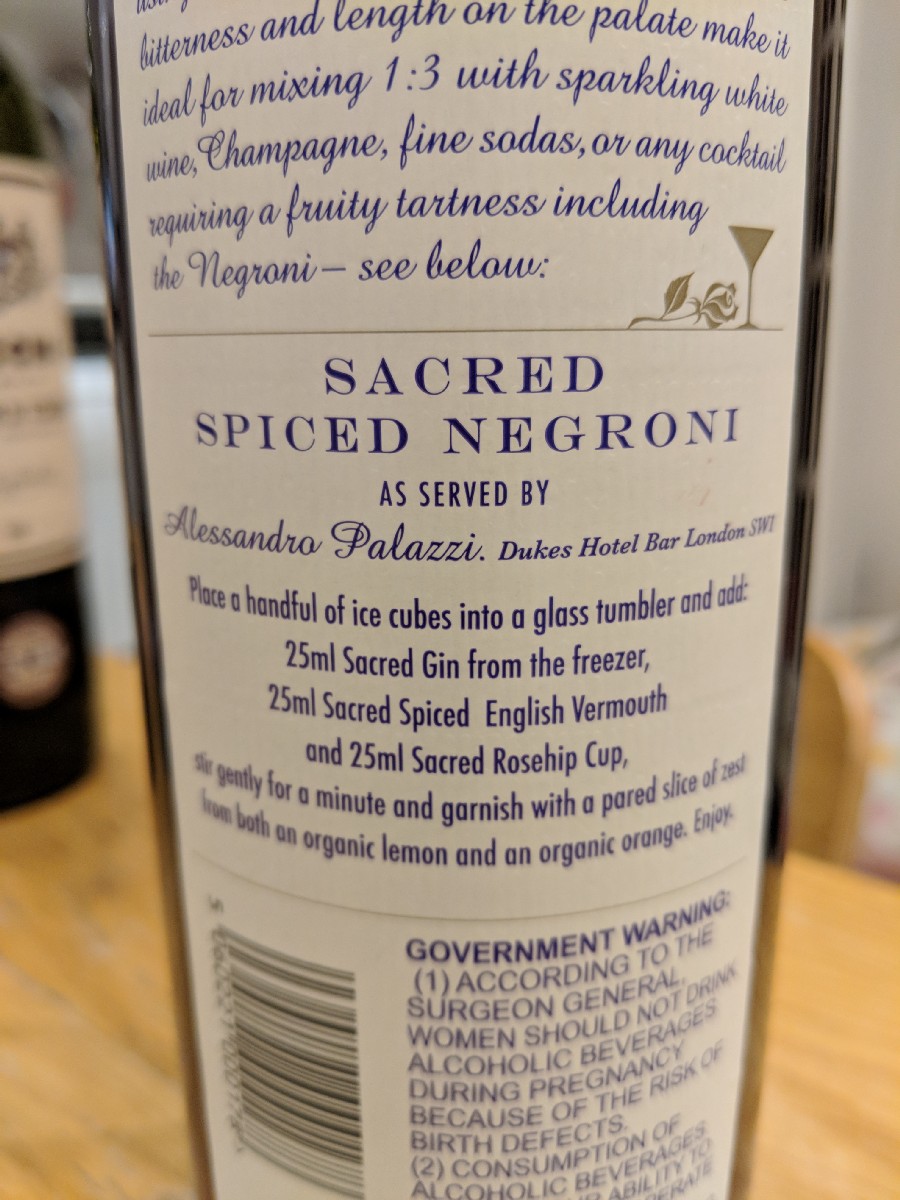 bitterness and length on the palate make it
ideal for mixing 1:3 with sparkling white
wine, Champagne, fine sodas, or any cocktail
requiring a fruity tartness including
the Negroni – see below:
SACRED
SPICED NEGRONI
AS SERVED BY
Alessandro Palazzi. Dukes Hotel Bar London SW1
Place a handful of ice cubes into a glass tumbler and add:
25ml Sacred Gin from the freezer,
25ml Sacred Spiced English Vermouth
and 25ml Sacred Rosehip Cup,
stir gently for a minute and garnish with a pared slice of zest
from both an organic lemon and an organic orange. Enjoy.
GOVERNMENT WARNING:
(1) ACCORDING TO THE
SURGEON GENERAL,
WOMEN SHOULD NOT DRINK
ALCOHOLIC BEVERAGES
DURING PREGNANCY
BECAUSE OF THE RISK OF
BIRTH DEFECTS.
(2) CONSUMPTION OF
ALCOHOLIC BEVERAGES
ABILITY TO